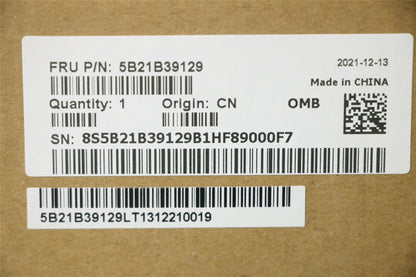 FRU P/N: 5B21B39129
2021-12-13
Made in CHINA
Quantity: 1 Origin: CN OMB
SN: 8S5B21B39129B1HF89000F7
5B21B39129LT1312210019